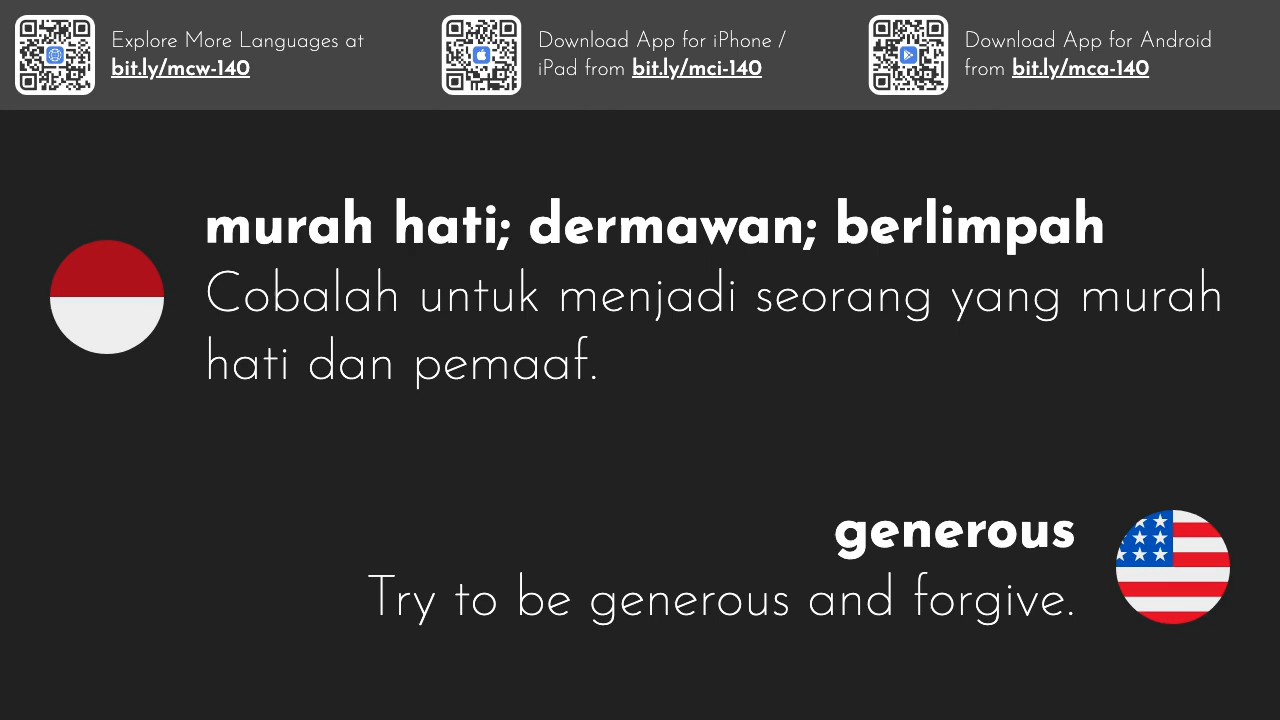 Explore More Languages at
bit.ly/mcw-140
Download App for iPhone /
iPad from bit.ly/mci-140
Download App for Android
from bit.ly/mca-140
murah hati; dermawan; berlimpah
Cobalah untuk menjadi seorang yang murah
hati dan pemaaf.
generous
Try to be generous and forgive.